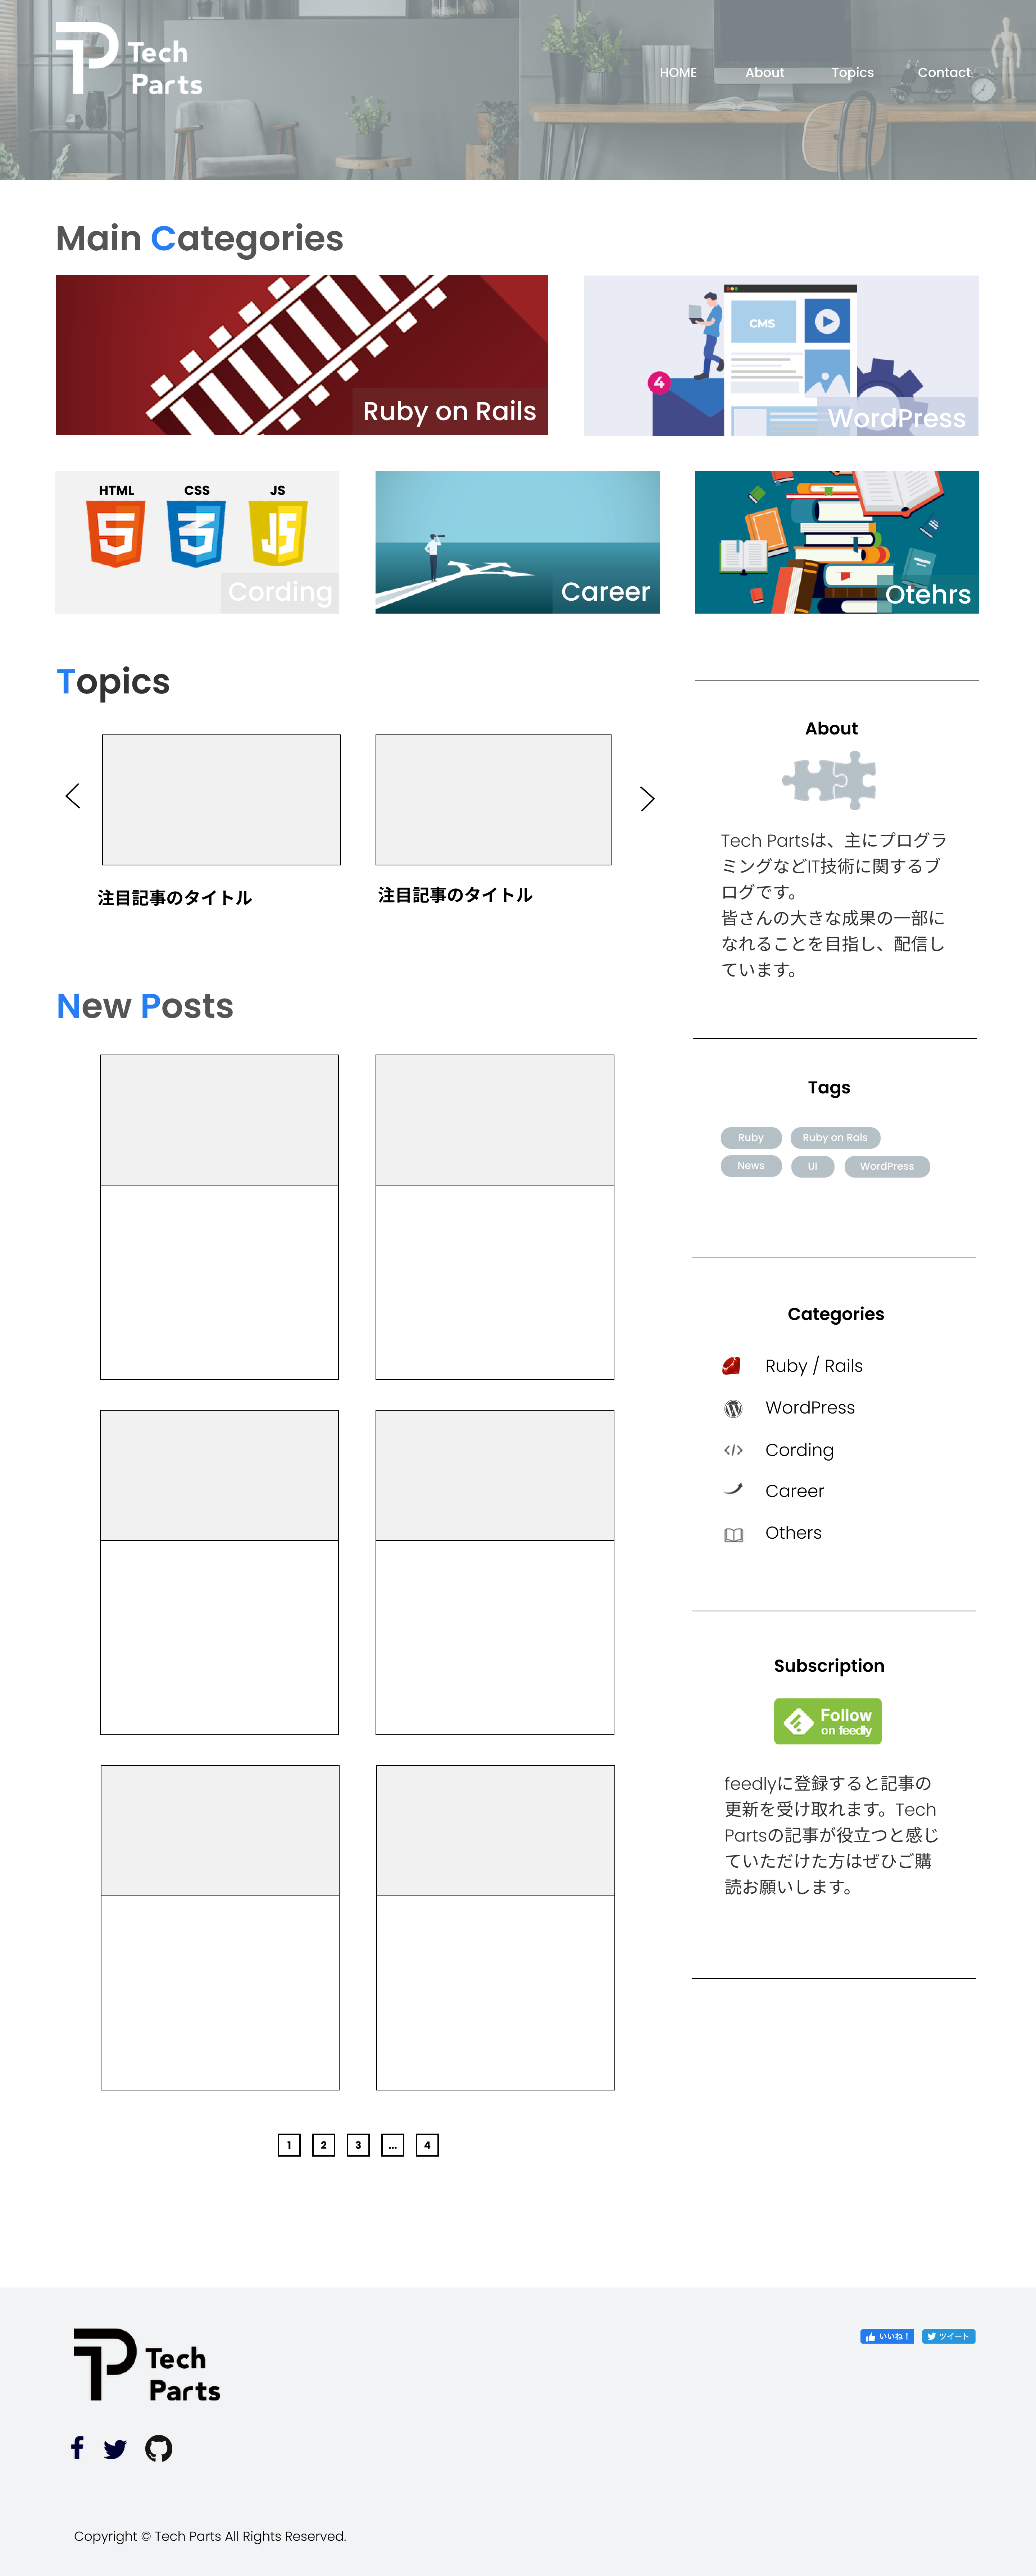 Tech
Parts
HOME About Topics Contact
Main Categories
Ruby on Rails
CMS
4
WordPress
HTML CSS JS
5 3 JS
Cording
Career
Otehrs
Topics
注目記事のタイトル
注目記事のタイトル
New Posts
1 2 3 ... 4
About
Tech Partsは、主にプログラ
ミングなどIT技術に関するブ
ログです。
皆さんの大きな成果の一部に
なれることを目指し、配信し
ています。
Tags
Ruby Ruby on Rals
News UI WordPress
Categories
Ruby / Rails
WordPress
Cording
Career
Others
Subscription
Follow
on feedly
feedlyに登録すると記事の
更新を受け取れます。Tech
Partsの記事が役立つと感じ
ていただけた方はぜひご購
読お願いします。
Tech
Parts
いいね！ ツイート
Copyright © Tech Parts All Rights Reserved.